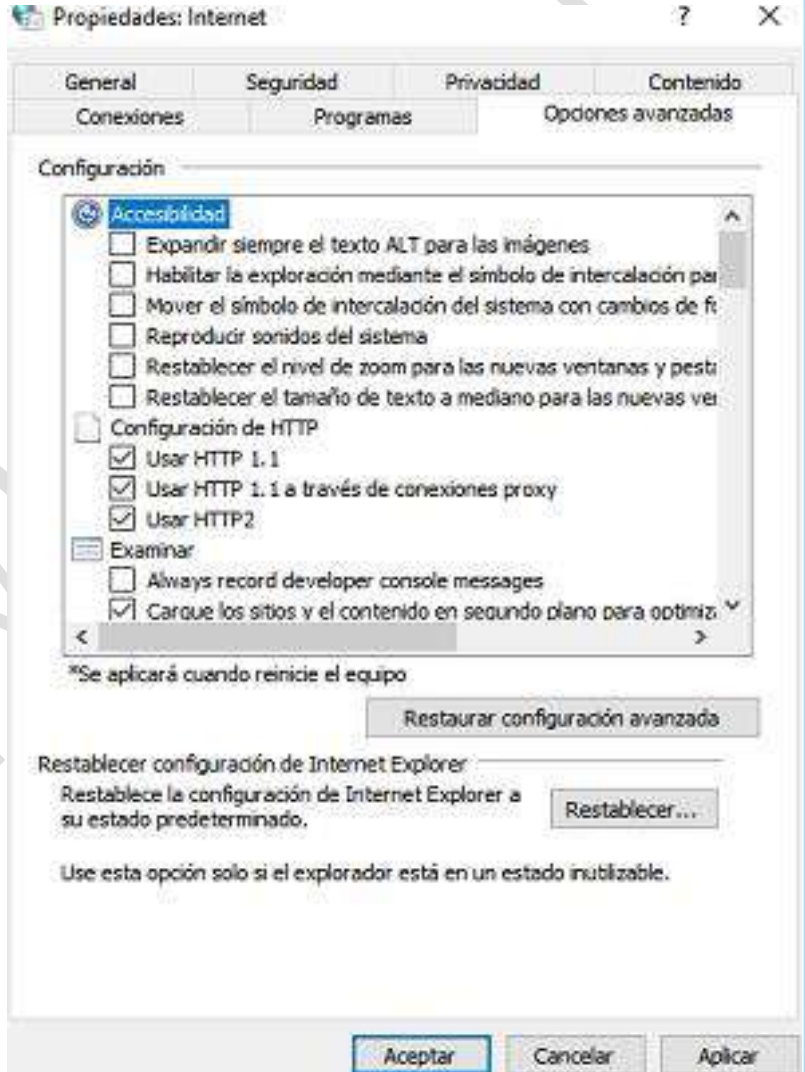 Propiedades: Internet ? X
General Seguridad Privacidad Contenido
Conexiones Programas Opciones avanzadas
Configuración
Accesibilidad
Expandir siempre el texto ALT para las imágenes
Habilitar la exploración mediante el símbolo de intercalación par
Mover el símbolo de intercalación del sistema con cambios de fo
Reproducir sonidos del sistema
Restablecer el nivel de zoom para las nuevas ventanas y pesta
Restablecer el tamaño de texto a mediano para las nuevas ven
Configuración de HTTP
Usar HTTP 1.1
Usar HTTP 1.1 a través de conexiones proxy
Usar HTTP2
Examinar
Always record developer console messages
Cargue los sitios y el contenido en segundo plano para optimiza
*Se aplicará cuando reinicie el equipo
Restaurar configuración avanzada
Restablecer configuración de Internet Explorer
Restablece la configuración de Internet Explorer a
su estado predeterminado.
Restablecer...
Use esta opción solo si el explorador está en un estado inutilizable.
Aceptar Cancelar Aplicar